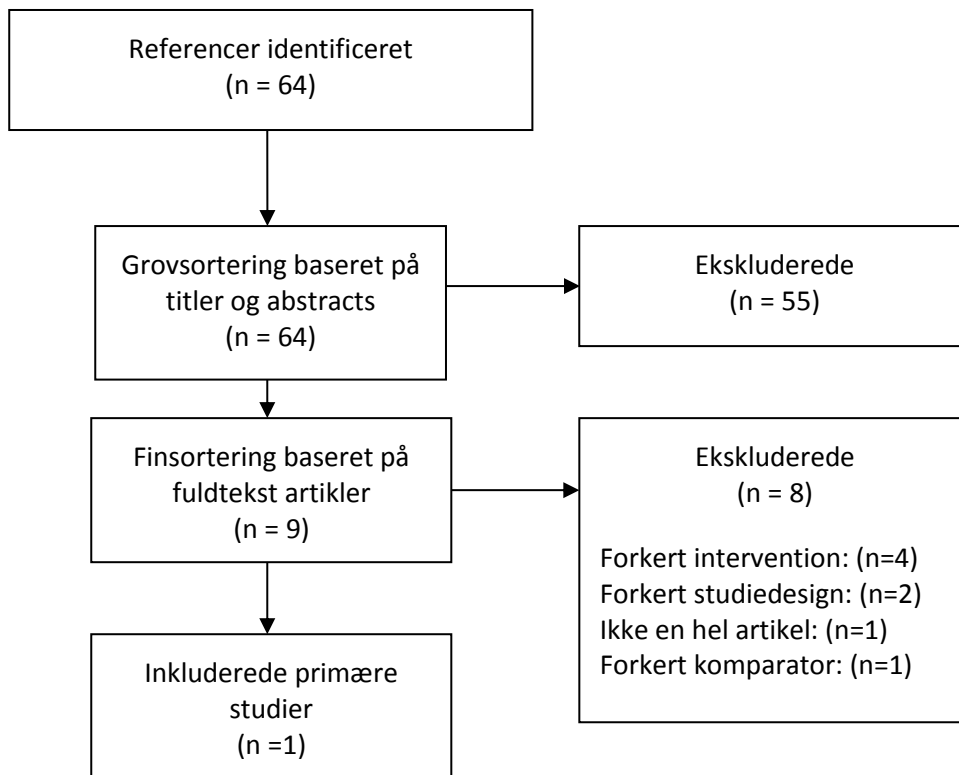 Referencer identificeret
(n = 64)
Grovsortering baseret på
titler og abstracts
(n = 64)
Ekskluderede
(n = 55)
Finsortering baseret på
fuldtekst artikler
(n = 9)
Ekskluderede
(n = 8)
Forkert intervention: (n=4)
Forkert studiedesign: (n=2)
Ikke en hel artikel: (n=1)
Forkert komparator: (n=1)
Inkluderede primære
studier
(n =1)